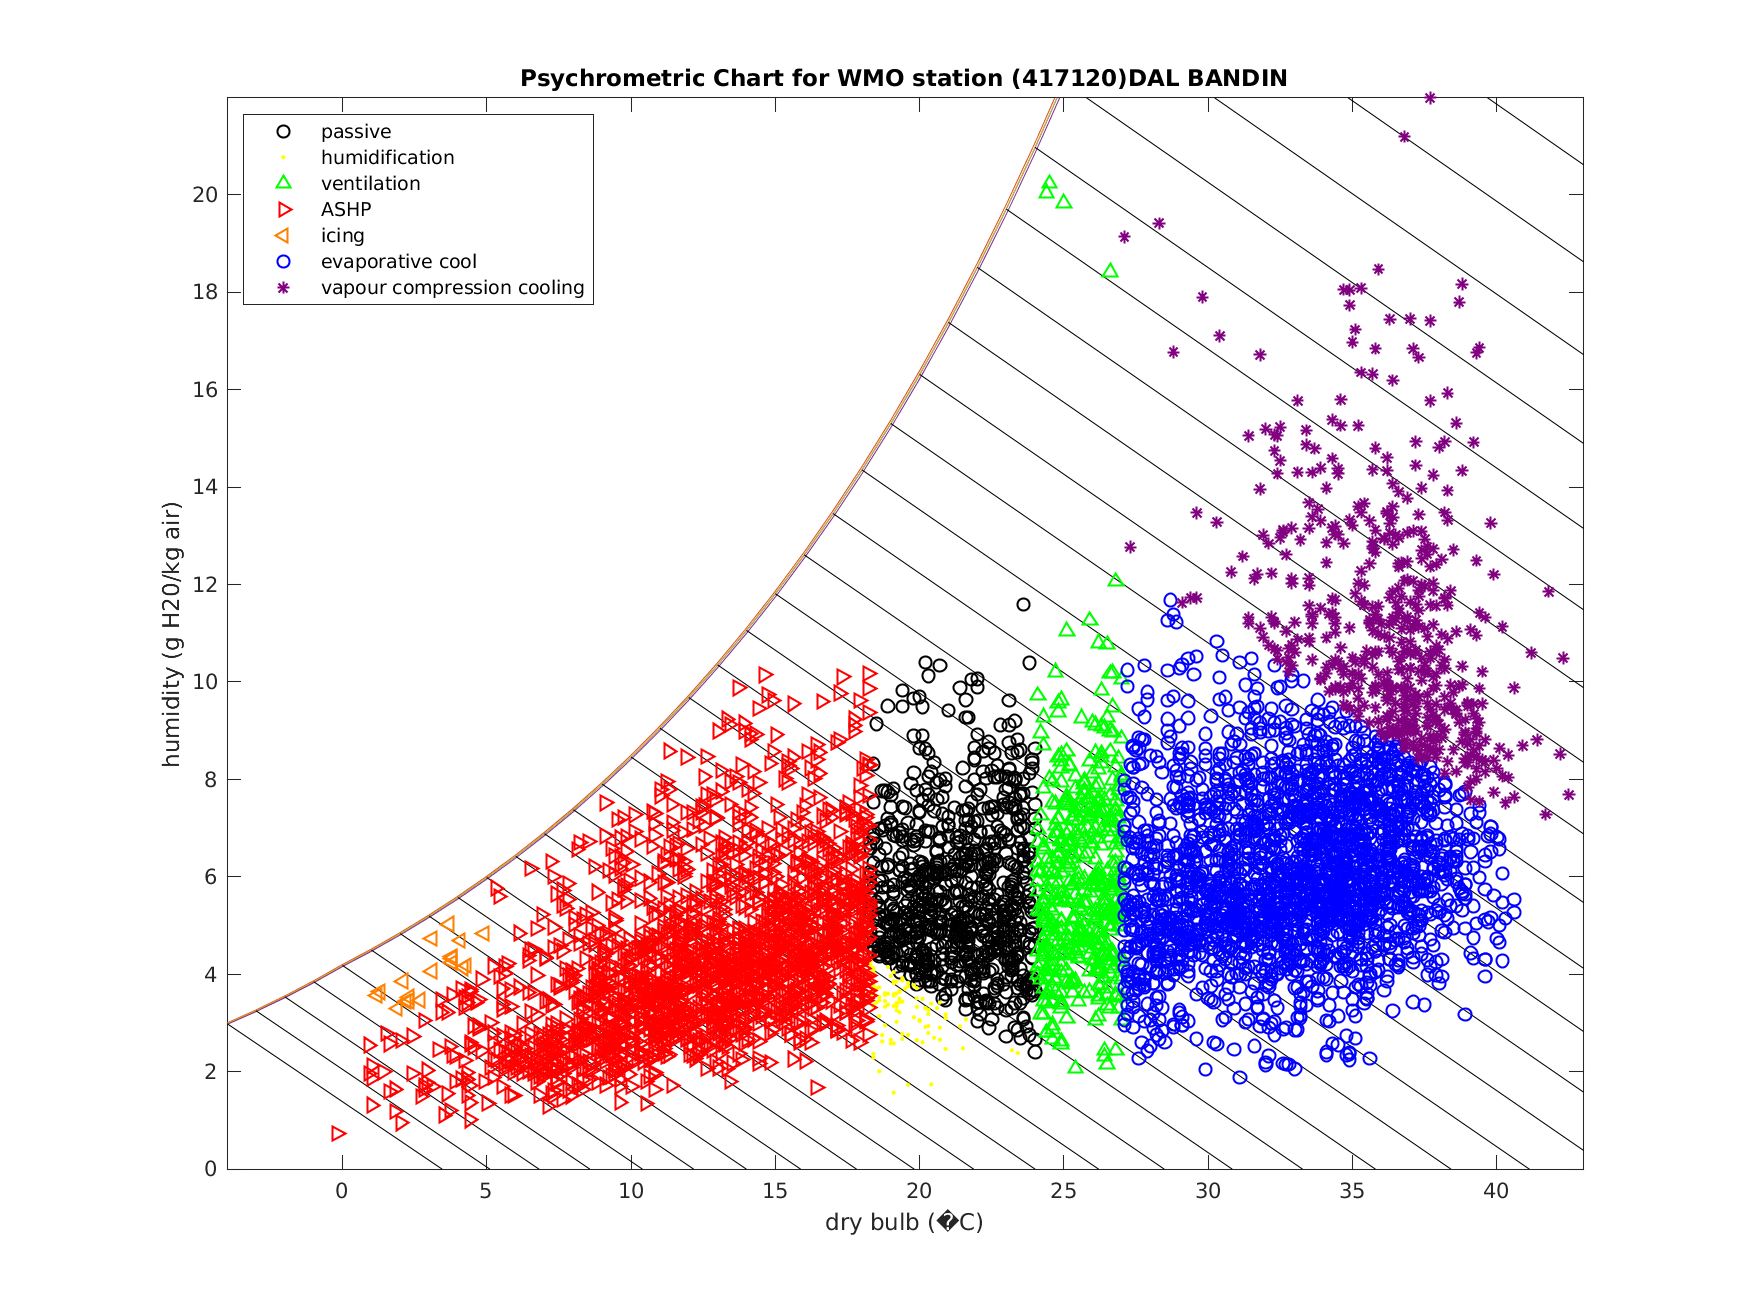 Psychrometric Chart for WMO station (417120)DAL BANDIN
passive
humidification
ventilation
ASHP
icing
evaporative cool
vapour compression cooling
humidity (g H20/kg air)
20
18
16
14
12
10
8
6
4
2
0
0 5 10 15 20 25 30 35 40
dry bulb (�C)